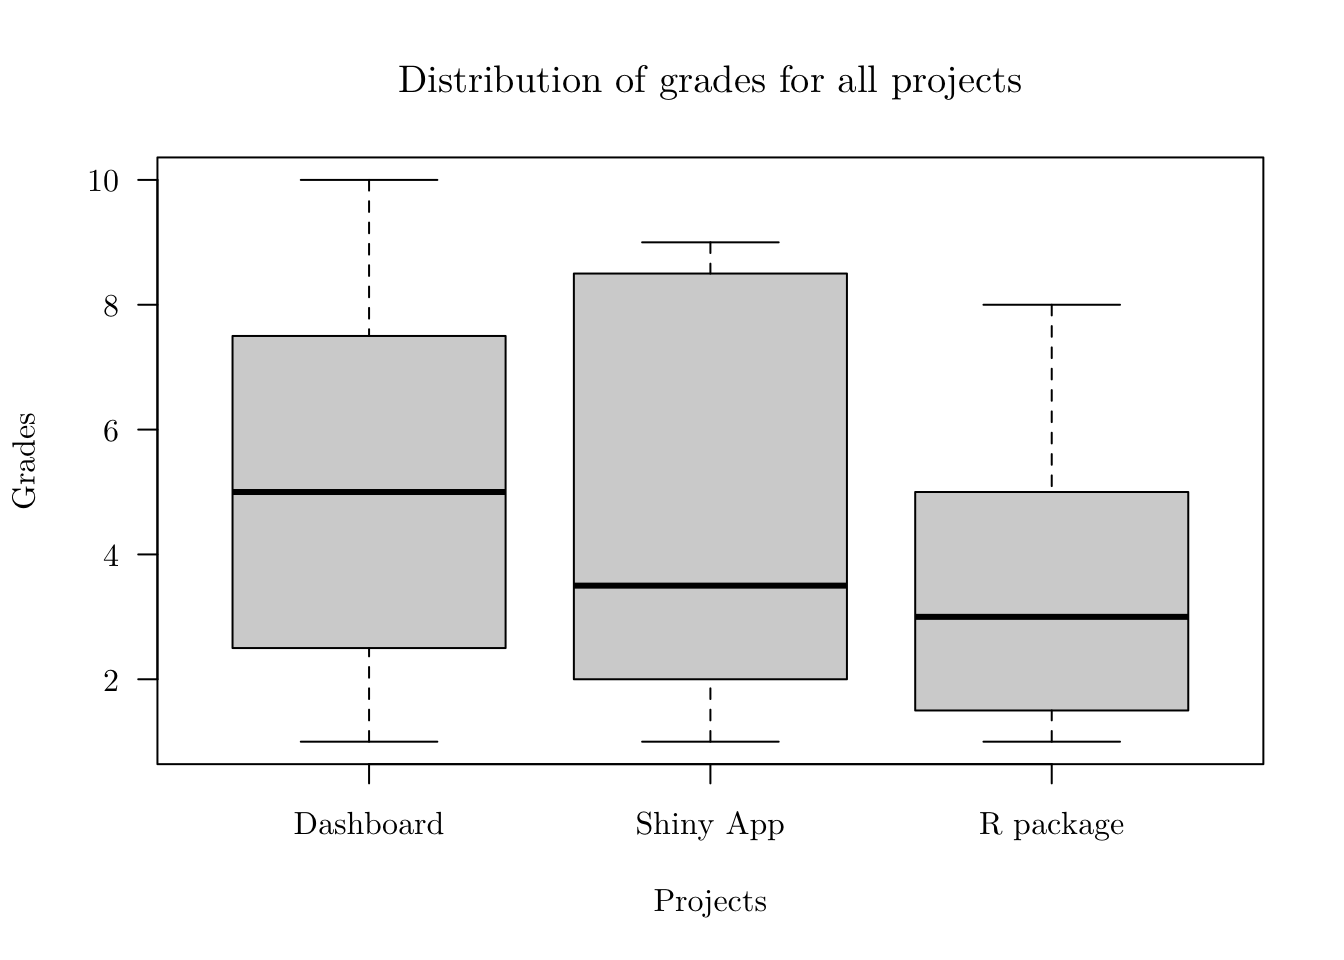 Distribution of grades for all projects
10
8
6
4
2
Grades
Dashboard
Shiny App
R package
Projects